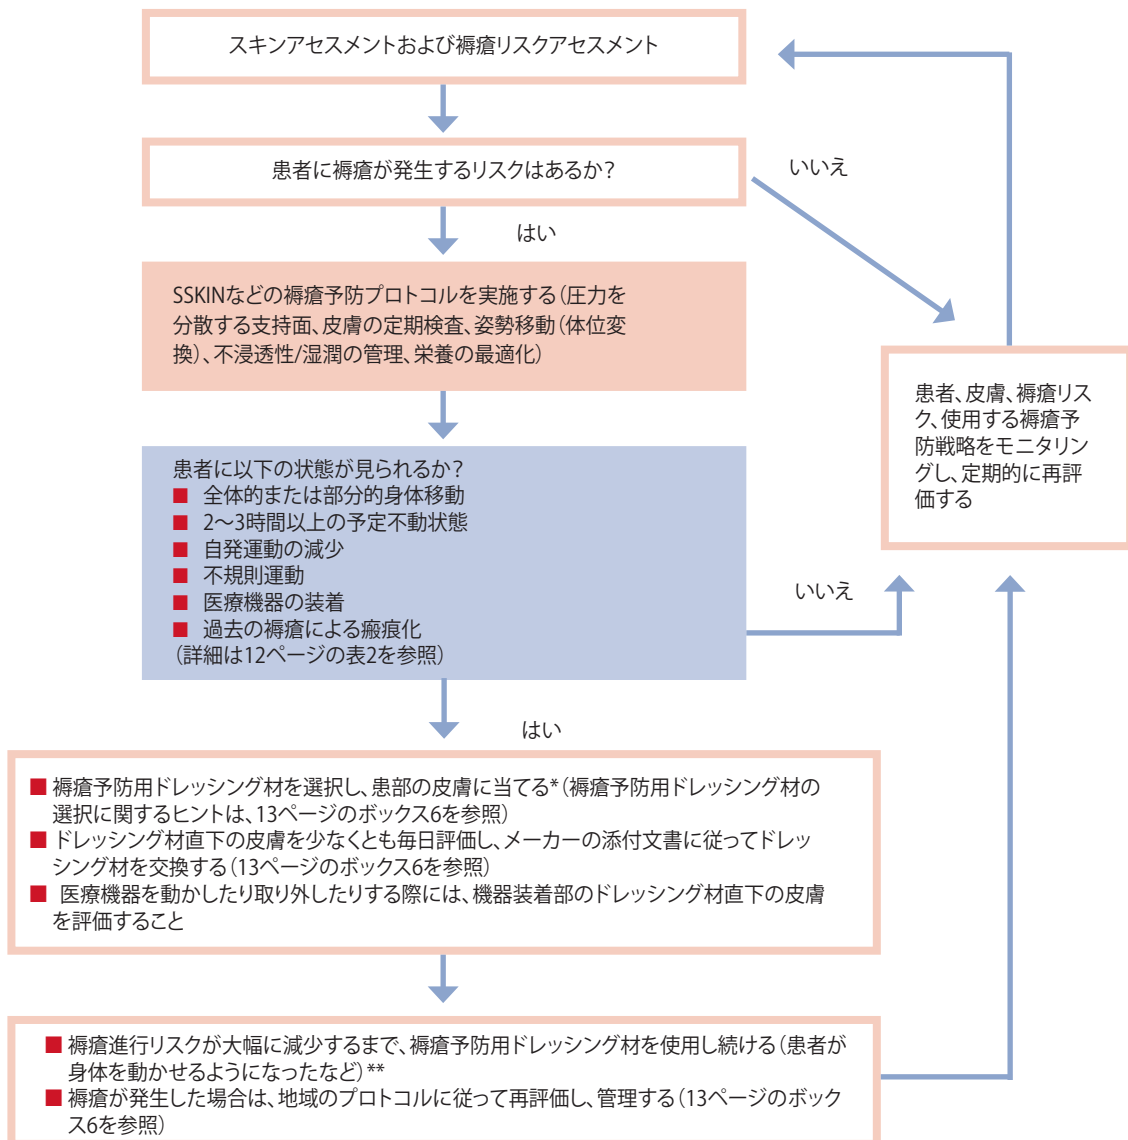 スキンアセスメントおよび褥瘡リスクアセスメント
患者に褥瘡が発生するリスクはあるか?
いいえ
はい
SSKINなどの褥瘡予防プロトコルを実施する(圧力を
分散する支持面、皮膚の定期検査、姿勢移動(体位変
換)、不浸透性/湿潤の管理、栄養の最適化)
患者、皮膚、褥瘡リス
ク、使用する褥瘡予
防戦略をモニタリン
グし、定期的に再評
価する
患者に以下の状態が見られるか?
■ 全体的または部分的身体移動
■ 2〜3時間以上の予定不動状態
■ 自発運動の減少
■ 不規則運動
■ 医療機器の装着
■ 過去の褥瘡による瘢痕化
(詳細は12ページの表2を参照)
いいえ
はい
■ 褥瘡予防用ドレッシング材を選択し、患部の皮膚に当てる*(褥瘡予防用ドレッシング材の
選択に関するヒントは、13ページのボックス6を参照)
■ ドレッシング材直下の皮膚を少なくとも毎日評価し、メーカーの添付文書に従ってドレッ
シング材を交換する(13ページのボックス6を参照)
■ 医療機器を動かしたり取り外したりする際には、機器装着部のドレッシング材直下の皮膚
を評価すること
■ 褥瘡進行リスクが大幅に減少するまで、褥瘡予防用ドレッシング材を使用し続ける(患者が
身体を動かせるようになったなど)**
■ 褥瘡が発生した場合は、地域のプロトコルに従って再評価し、管理する(13ページのボック
ス6を参照)